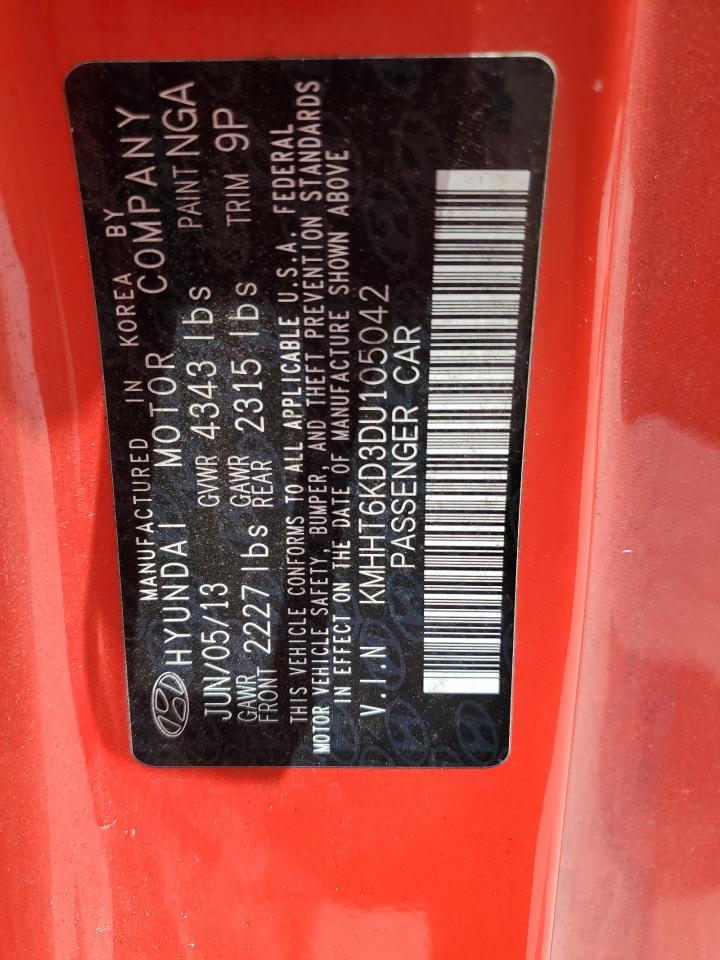 MANUFACTURED IN KOREA BY
HYUNDAI MOTOR COMPANY
JUN/05/13 GVWR 4343 lbs PAINT NGA
GAWR FRONT 2227 lbs GAWR REAR 2315 lbs TRIM 9P
THIS VEHICLE CONFORMS TO ALL APPLICABLE U.S.A. FEDERAL
MOTOR VEHICLE SAFETY, BUMPER, AND THEFT PREVENTION STANDARDS
IN EFFECT ON THE DATE OF MANUFACTURE SHOWN ABOVE
V.I.N KMHHT6KD3DU105042
PASSENGER CAR